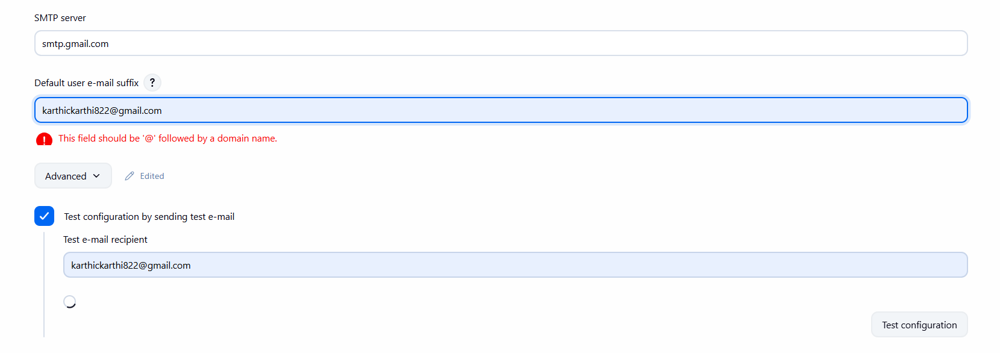 SMTP server
smtp.gmail.com
Default user e-mail suffix ?
karthickarthi822@gmail.com
This field should be '@' followed by a domain name.
Advanced Edited
Test configuration by sending test e-mail
Test e-mail recipient
karthickarthi822@gmail.com
Test configuration